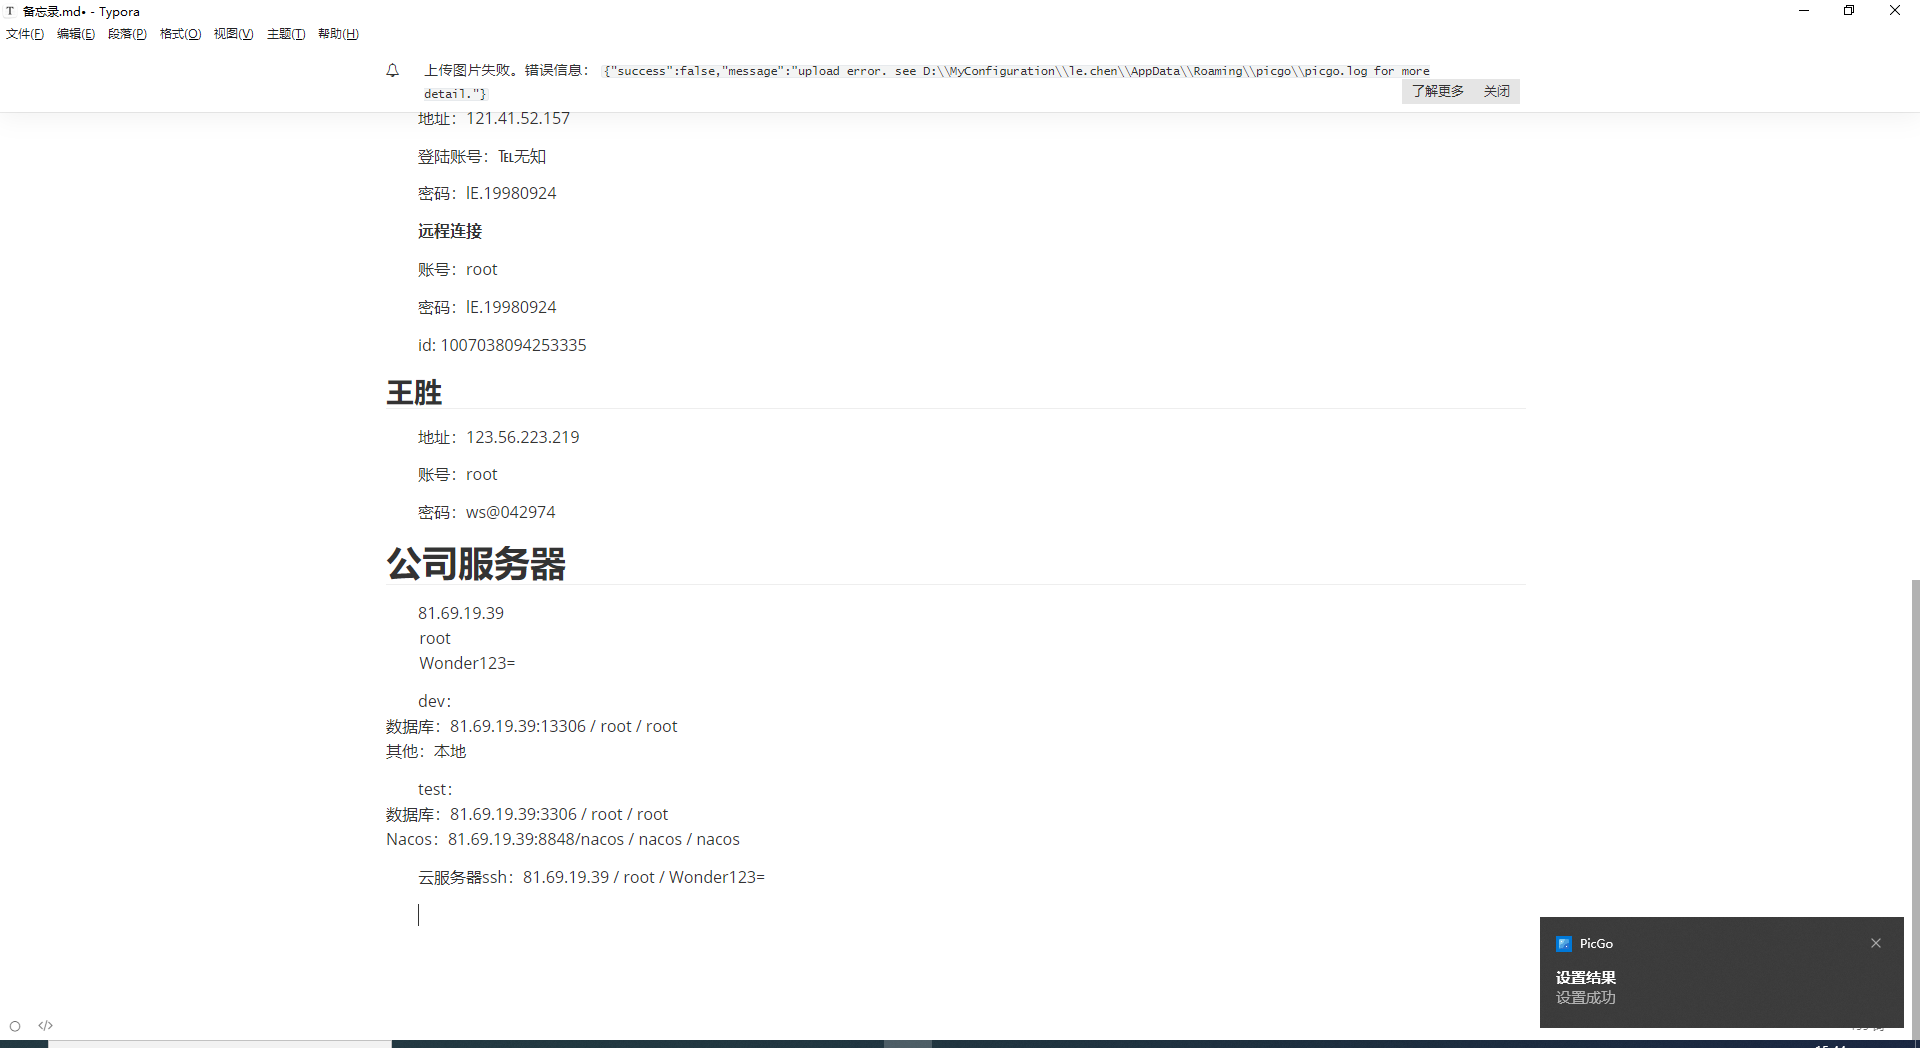 备忘录.md• - Typora
文件(F) 编辑(E) 段落(P) 格式(O) 视图(V) 主题(T) 帮助(H)
上传图片失败。错误信息： {"success":false,"message":"upload error. see D:\\MyConfiguration\\le.chen\\AppData\\Roaming\\picgo\\picgo.log for more
detail."}
了解更多 关闭
地址：121.41.52.157
登陆账号：℡无知
密码：lE.19980924
远程连接
账号：root
密码：lE.19980924
id: 1007038094253335
王胜
地址：123.56.223.219
账号：root
密码：ws@042974
公司服务器
81.69.19.39
root
Wonder123=
dev：
数据库：81.69.19.39:13306 / root / root
其他：本地
test：
数据库：81.69.19.39:3306 / root / root
Nacos：81.69.19.39:8848/nacos / nacos / nacos
云服务器ssh：81.69.19.39 / root / Wonder123=
PicGo
设置结果
设置成功